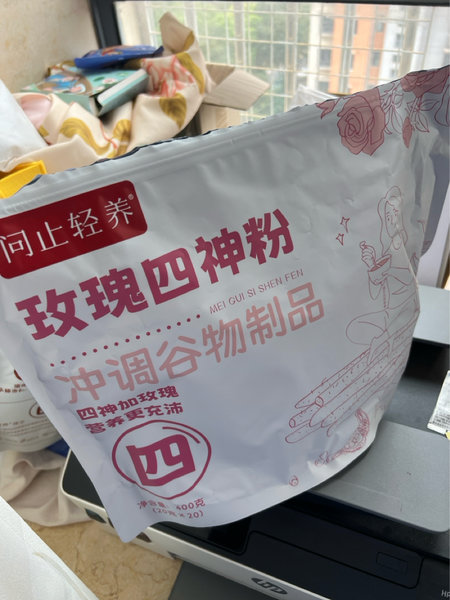 问止轻养®
玫瑰四神粉
MEI GUI SI SHEN FEN
冲调谷物制品
四神加玫瑰
营养更充沛
四
净含量:400克
(20克×20)
hp